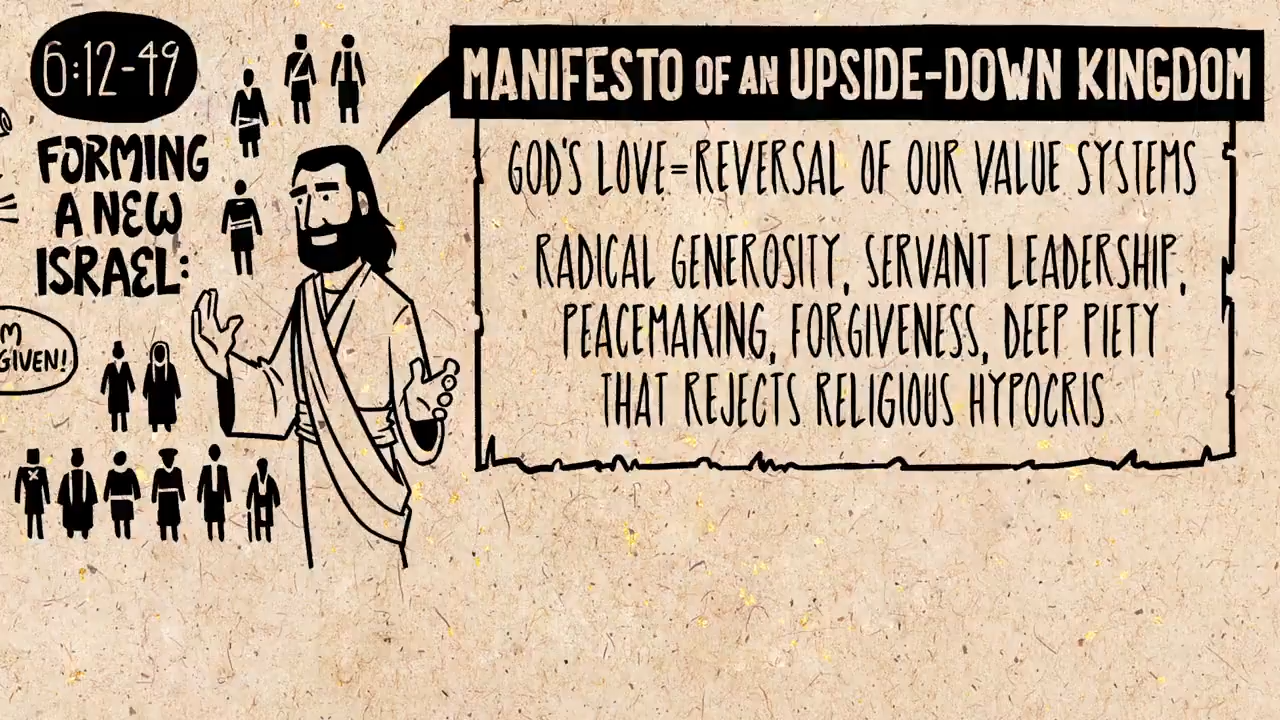 6:12-49
FORMING
A NEW
ISRAEL:
GIVEN!
MANIFESTO OF AN UPSIDE-DOWN KINGDOM
GOD'S LOVE=REVERSAL OF OUR VALUE SYSTEMS
RADICAL GENEROSITY, SERVANT LEADERSHIP,
PEACEMAKING, FORGIVENESS, DEEP PIETY
THAT REJECTS RELIGIOUS HYPOCRIS